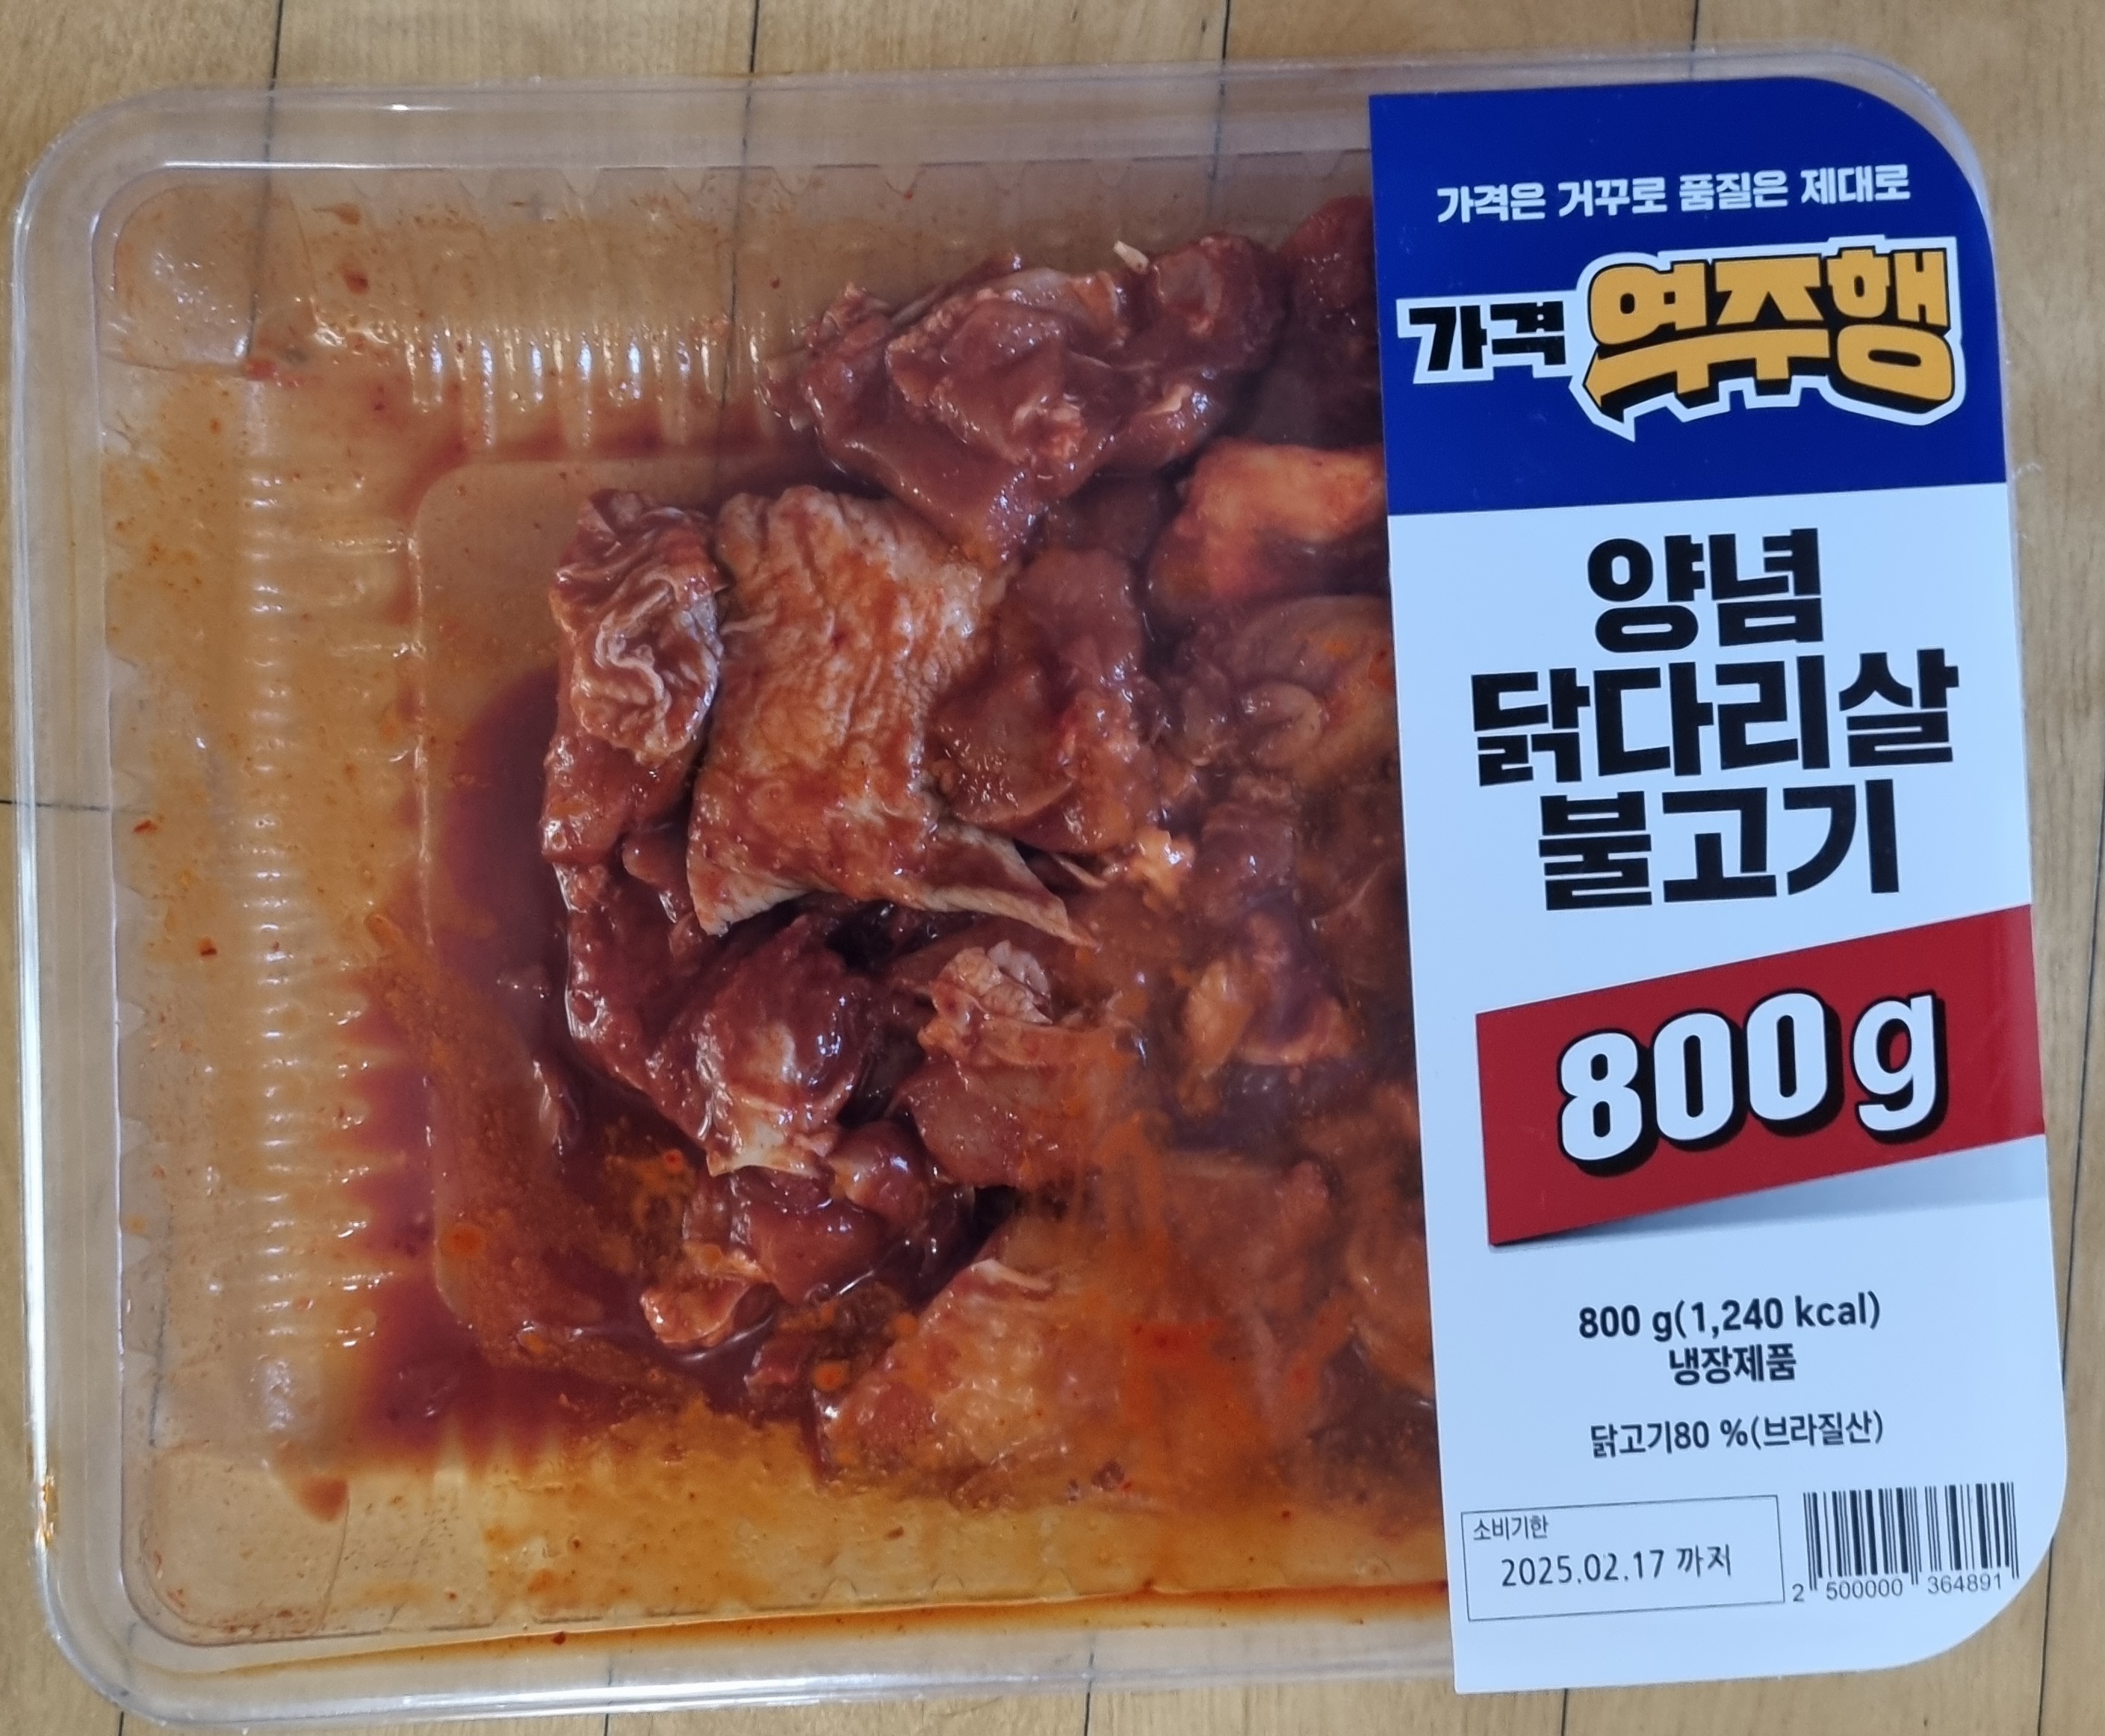 가격은 거꾸로 품질은 제대로
가격 역주행
양념
닭다리살
불고기
800g
800 g(1,240 kcal)
냉장제품
닭고기80 %(브라질산)
소비기한
2025.02.17 까지
2 500000 364891